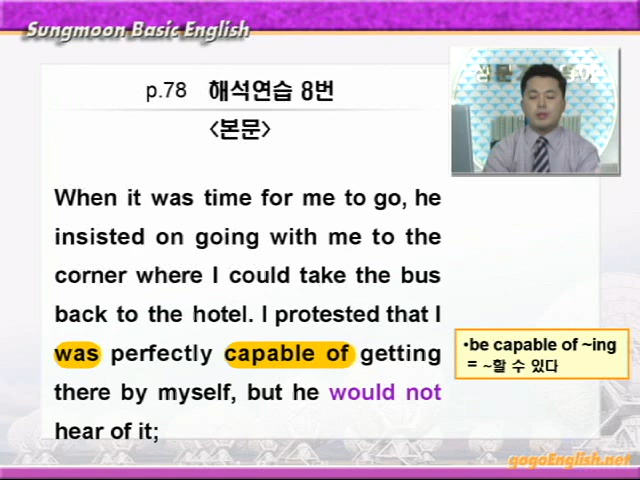 Sungmoon Basic English
p.78 해석연습 8번
<본문>
When it was time for me to go, he
insisted on going with me to the
corner where I could take the bus
back to the hotel. I protested that I
was perfectly capable of getting
there by myself, but he would not
hear of it;
•be capable of ~ing
= ~할 수 있다
gogoEnglish.net